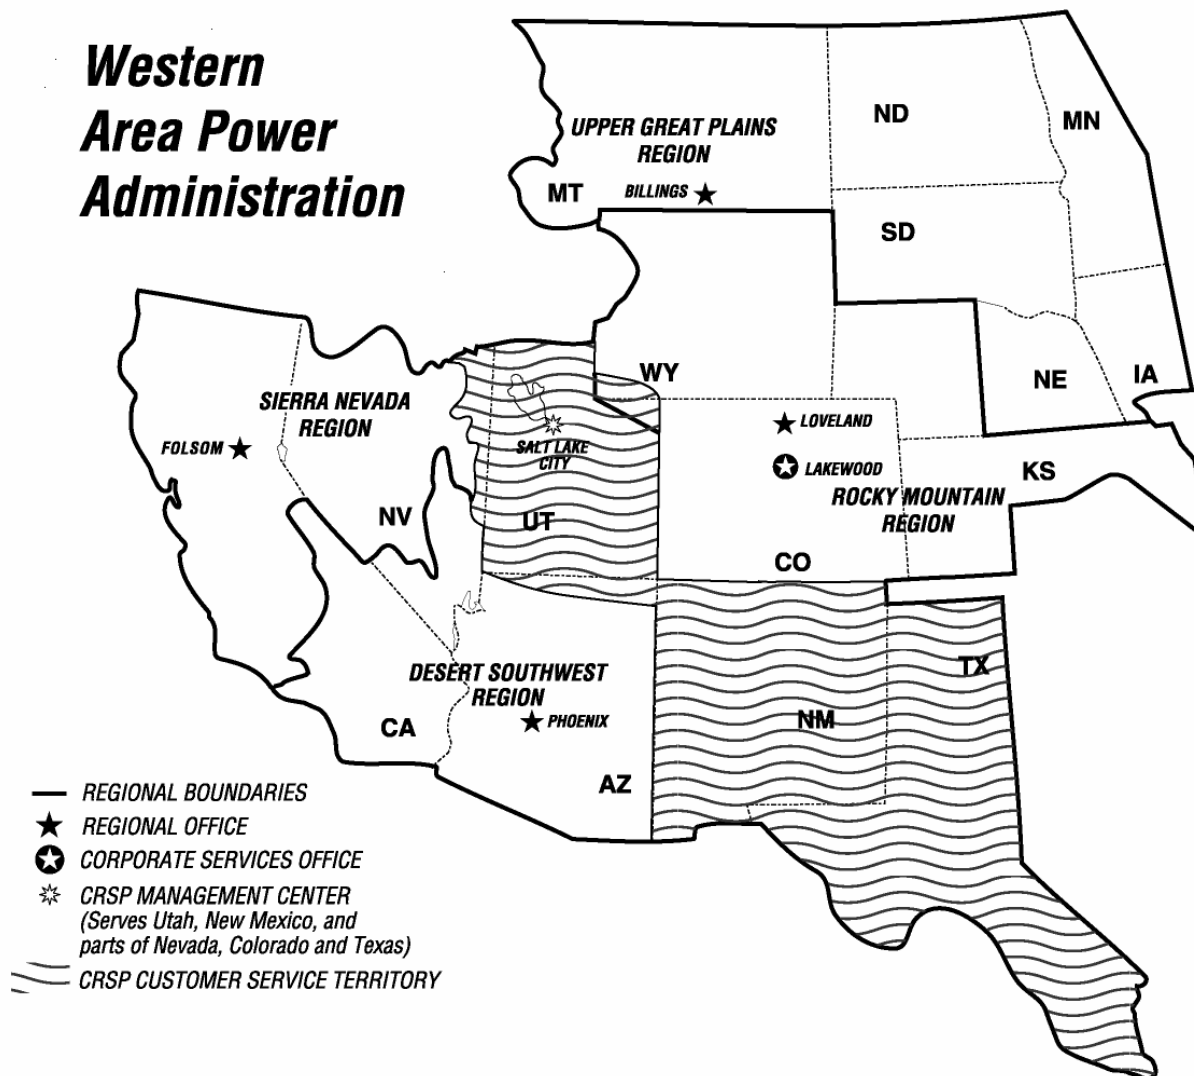 Western
Area Power
Administration
UPPER GREAT PLAINS
REGION
ND
MN
MT
BILLINGS
SD
WY
NE
IA
SIERRA NEVADA
REGION
FOLSOM
LOVELAND
SALT LAKE
CITY
LAKEWOOD
KS
ROCKY MOUNTAIN
REGION
NV
UT
CO
DESERT SOUTHWEST
REGION
PHOENIX
TX
NM
CA
AZ
REGIONAL BOUNDARIES
REGIONAL OFFICE
CORPORATE SERVICES OFFICE
CRSP MANAGEMENT CENTER
(Serves Utah, New Mexico, and
parts of Nevada, Colorado and Texas)
CRSP CUSTOMER SERVICE TERRITORY